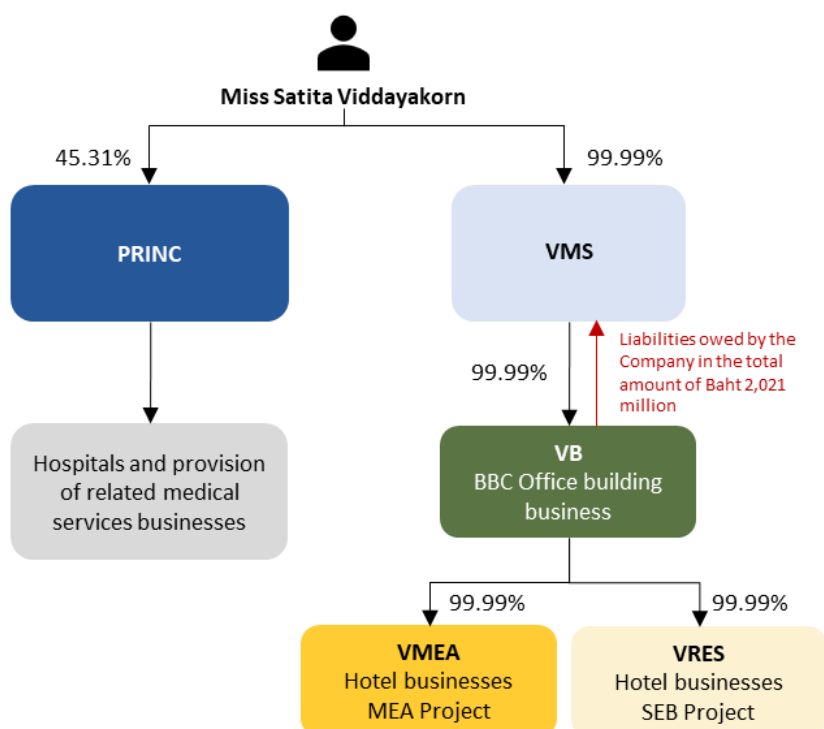 Miss Satita Viddayakorn
45.31%
99.99%
PRINC
VMS
Liabilities owed by the
Company in the total
amount of Baht 2,021
million
99.99%
Hospitals and provision
of related medical
services businesses
VB
BBC Office building
business
99.99%
99.99%
VMEA
Hotel businesses
MEA Project
VRES
Hotel businesses
SEB Project